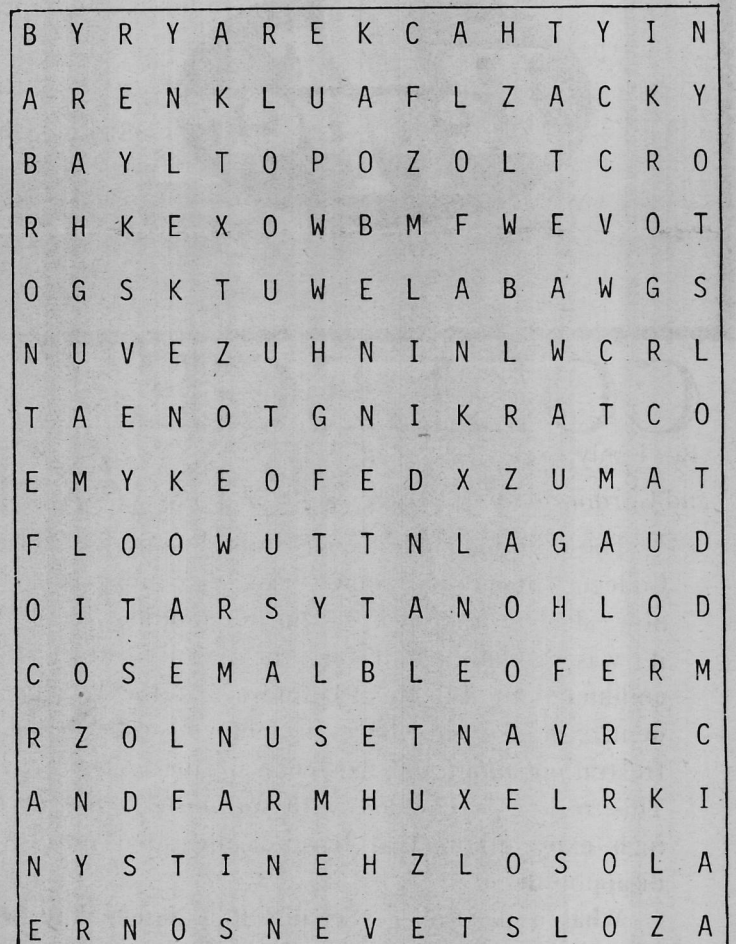 B Y R Y A R E K C A H T Y I N
A R E N K L U A F L Z A C K Y
B A Y L T O P O Z O L T C R O
R H K E X O W B M F W E V O T
O G S K T U W E L A B A W G S
N U V E Z U H N I N L W C R L
T A E N O T G N I K R A T C O
E M Y K E O F E D X Z U M A T
F L O O W U T T N L A G A U D
O I T A R S Y T A N O H L O D
C O S E M A L B L E O F E R M
R Z O L N U S E T N A V R E C
A N D F A R M H U X E L R K I
N Y S T I N E H Z L O S O L A
E R N O S N E V E T S L O Z A